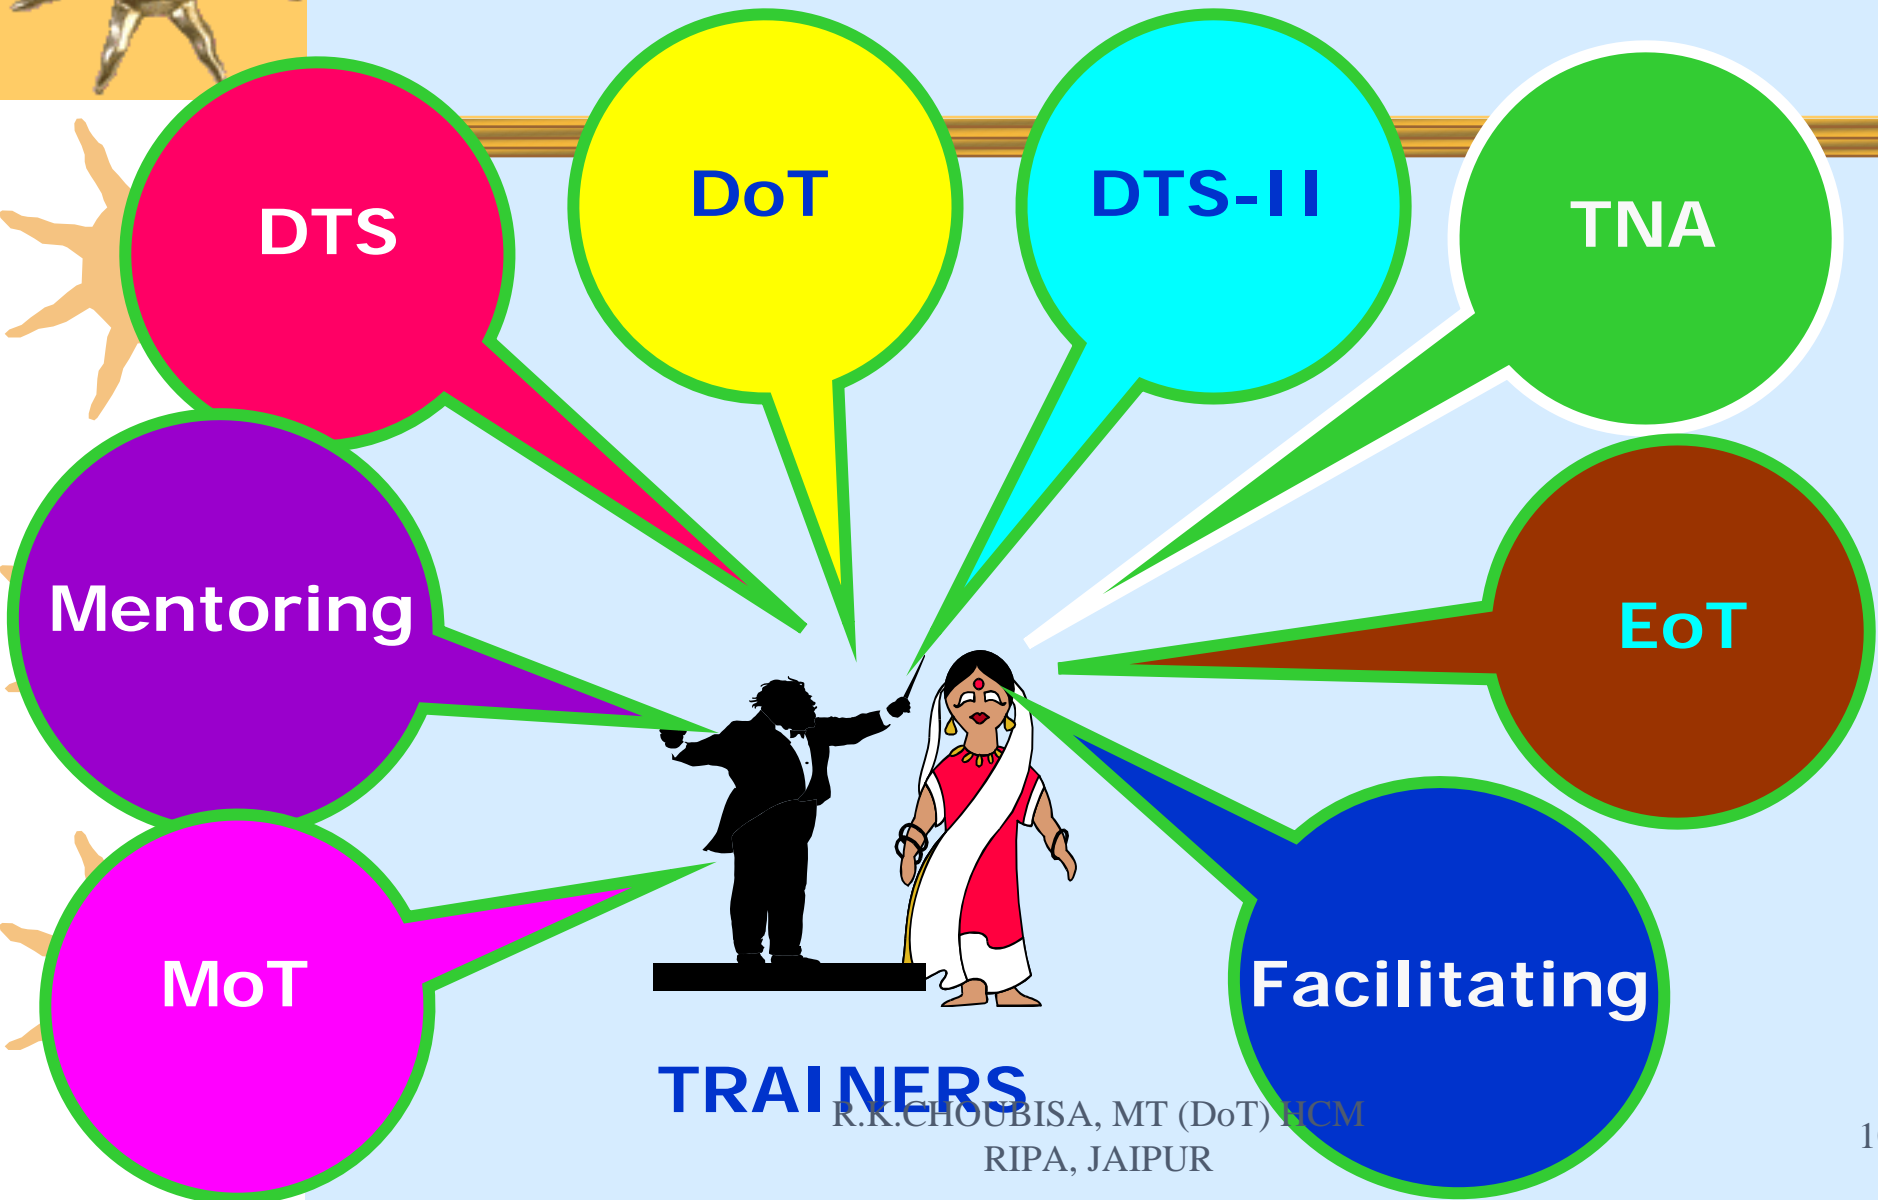 DTS
DoT
DTS-II
TNA
Mentoring
EoT
MoT
Facilitating
TRAINERS
R.K.CHOUBISA, MT (DoT) HCM
RIPA, JAIPUR